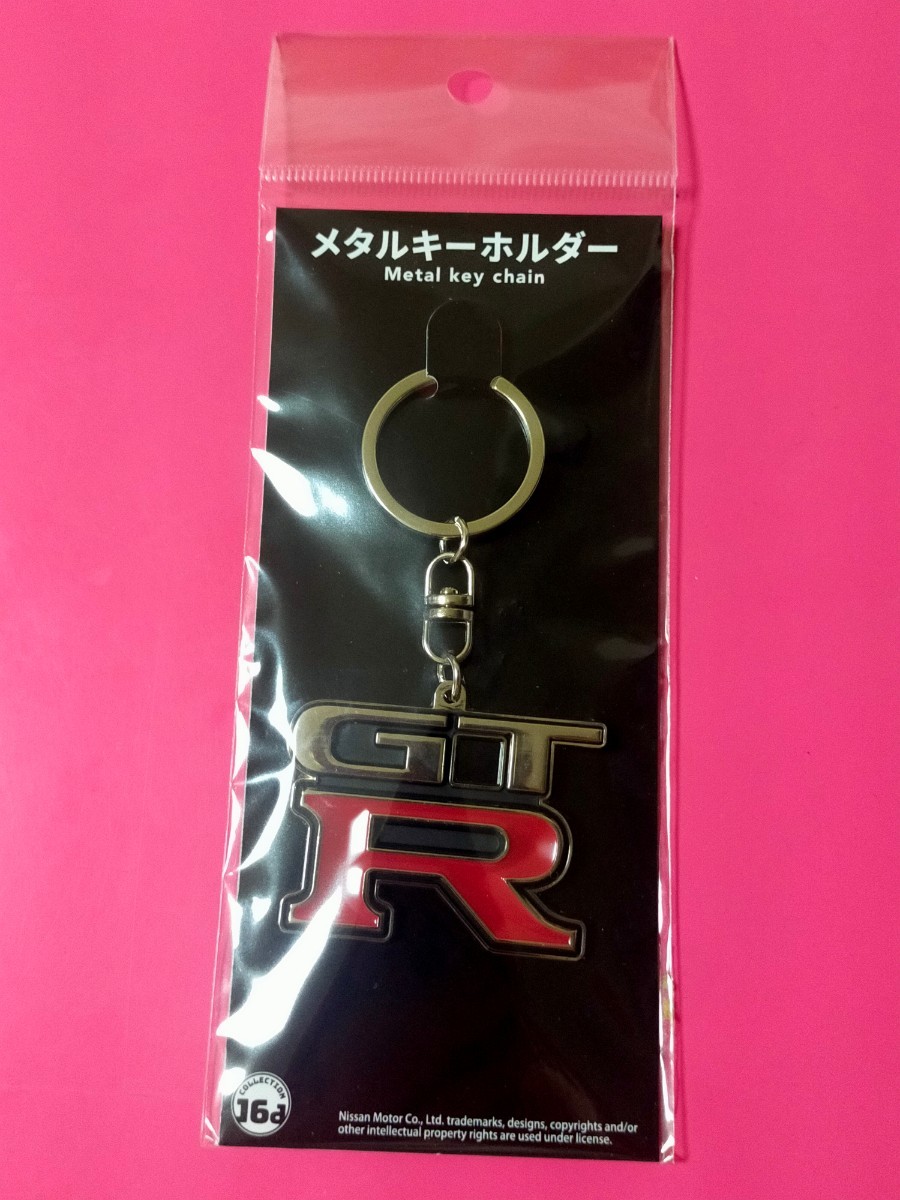 メタルキーホルダー
Metal key chain
GT
R
COLLECTION
16d
Nissan Motor Co., Ltd. trademarks, designs, copyrights and/or
other intellectual property rights are used under license.